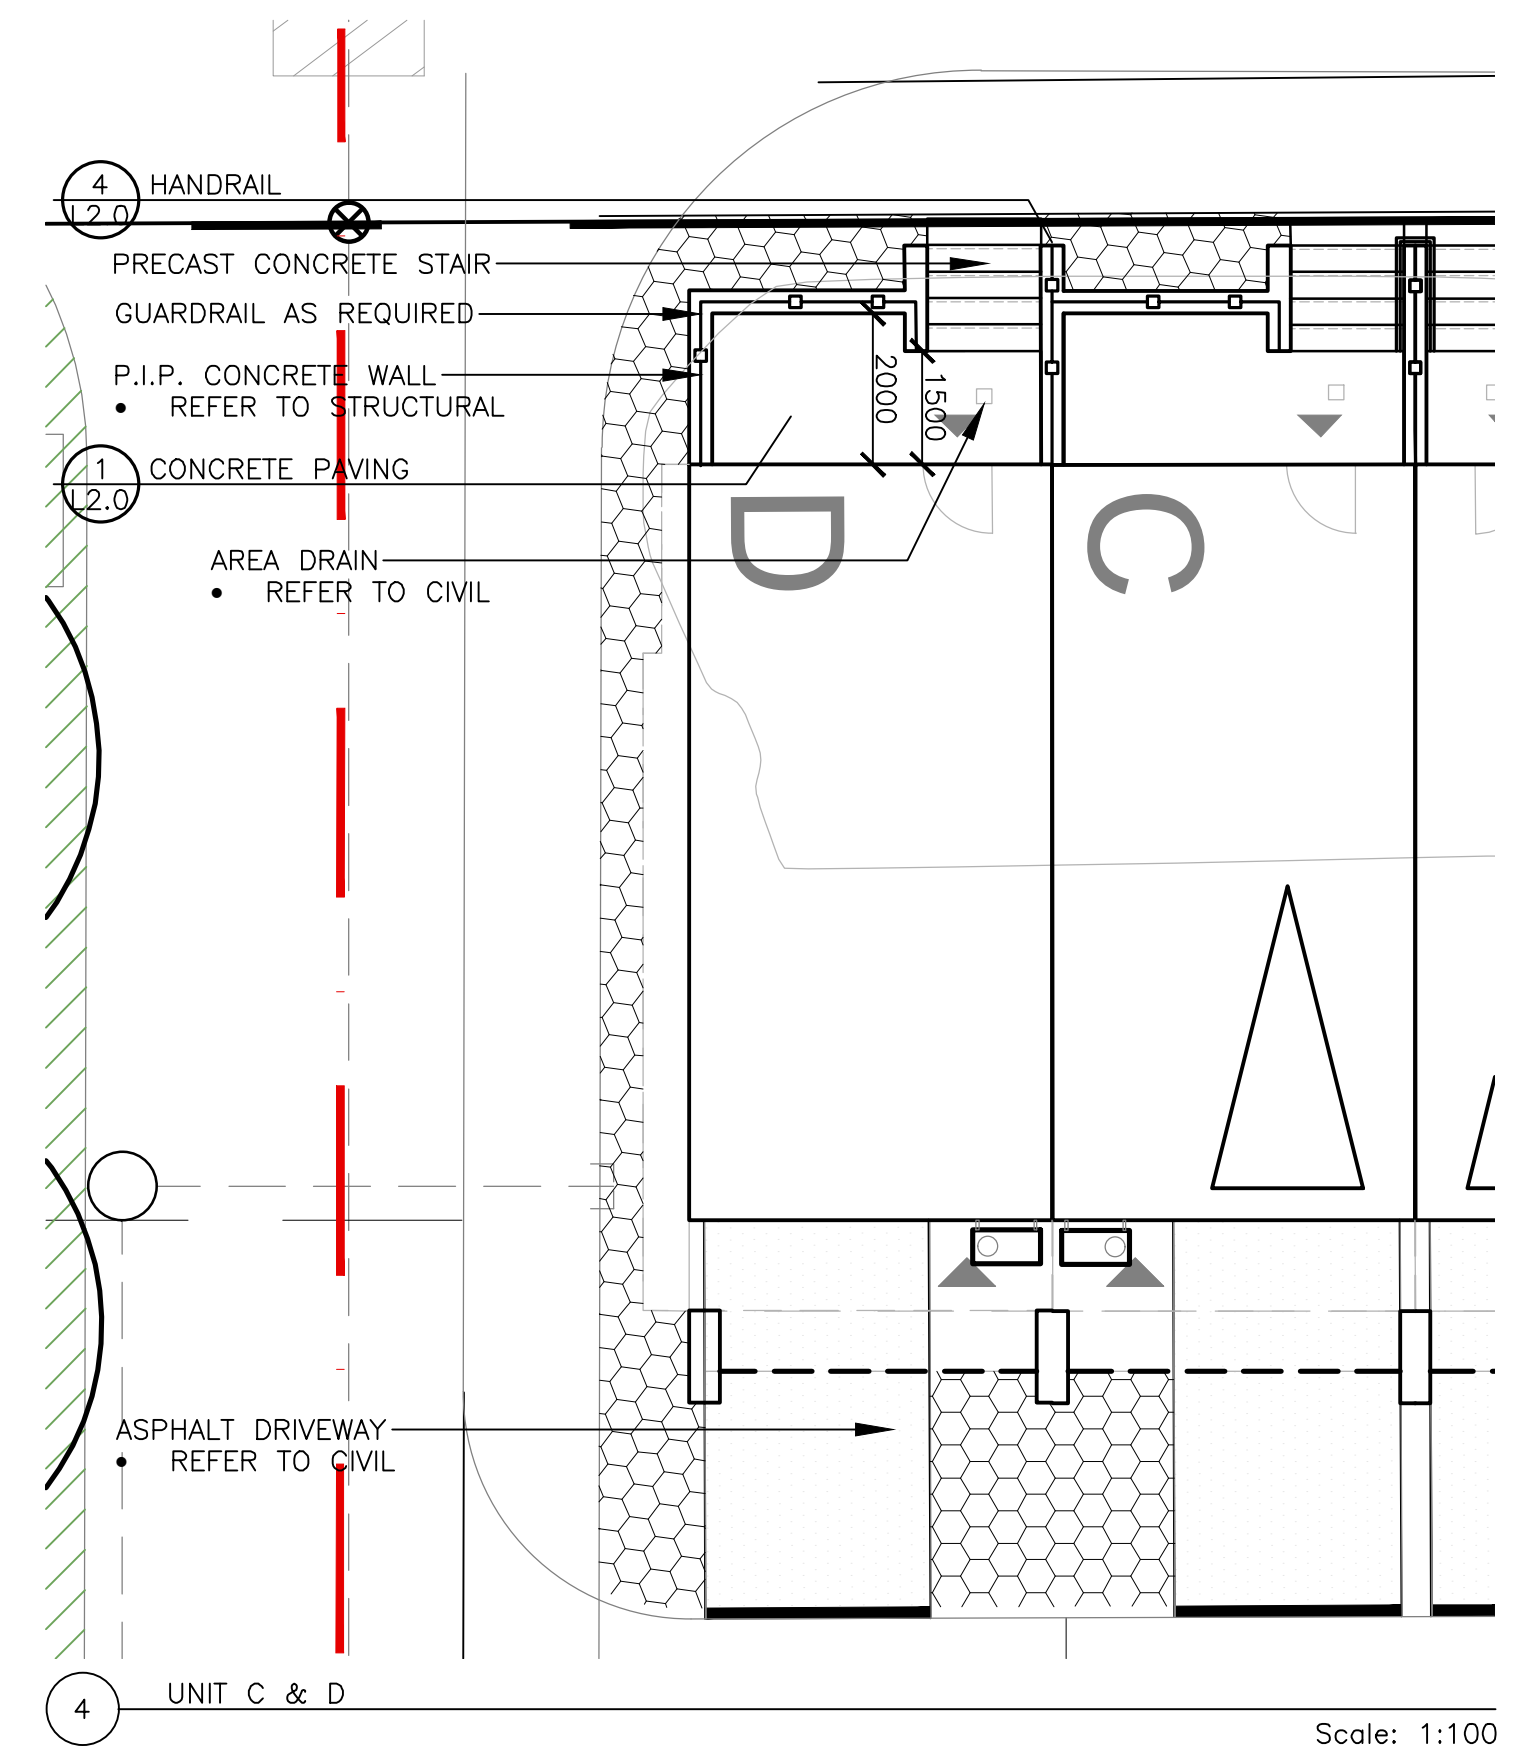 4
HANDRAIL
L2.0
PRECAST CONCRETE STAIR
GUARDRAIL AS REQUIRED
P.I.P. CONCRETE WALL
• REFER TO STRUCTURAL
2000
1500
1
CONCRETE PAVING
L2.0
D
C
AREA DRAIN
• REFER TO CIVIL
ASPHALT DRIVEWAY
• REFER TO CIVIL
4
UNIT C & D
Scale: 1:100